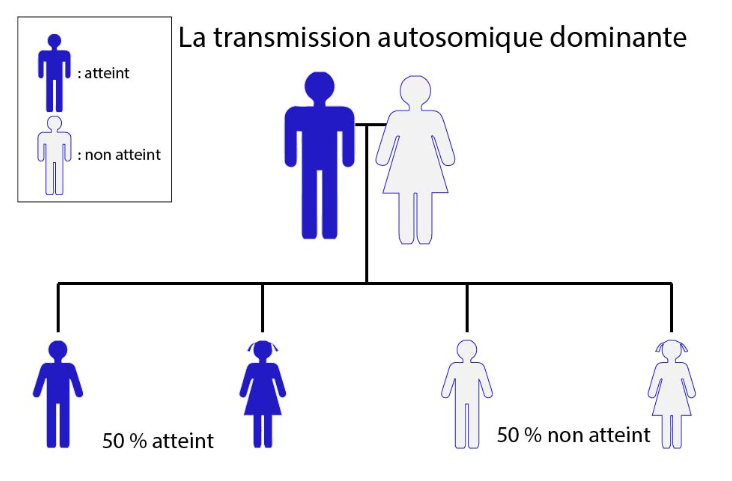 La transmission autosomique dominante
: atteint
: non atteint
50 % atteint
50 % non atteint